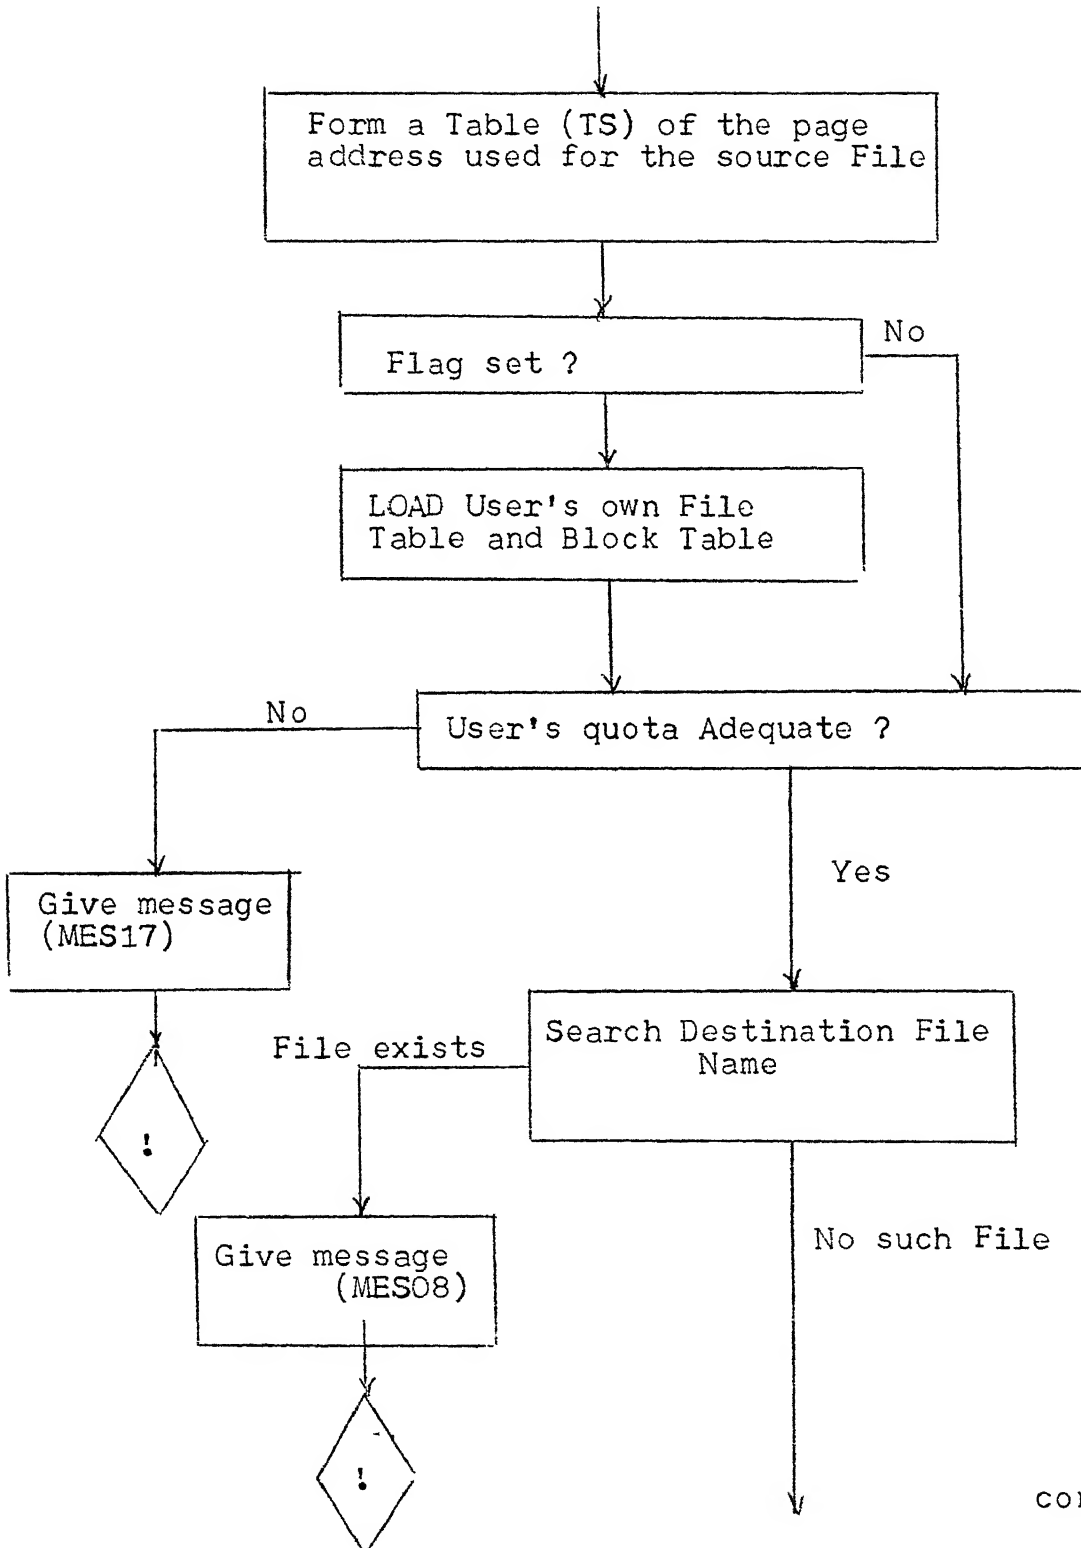 Form a Table (TS) of the page
address used for the source File
Flag set ?
No
LOAD User's own File
Table and Block Table
No
User's quota Adequate ?
Yes
Give message
(MES17)
!
Search Destination File
Name
File exists
No such File
Give message
(MES08)
!